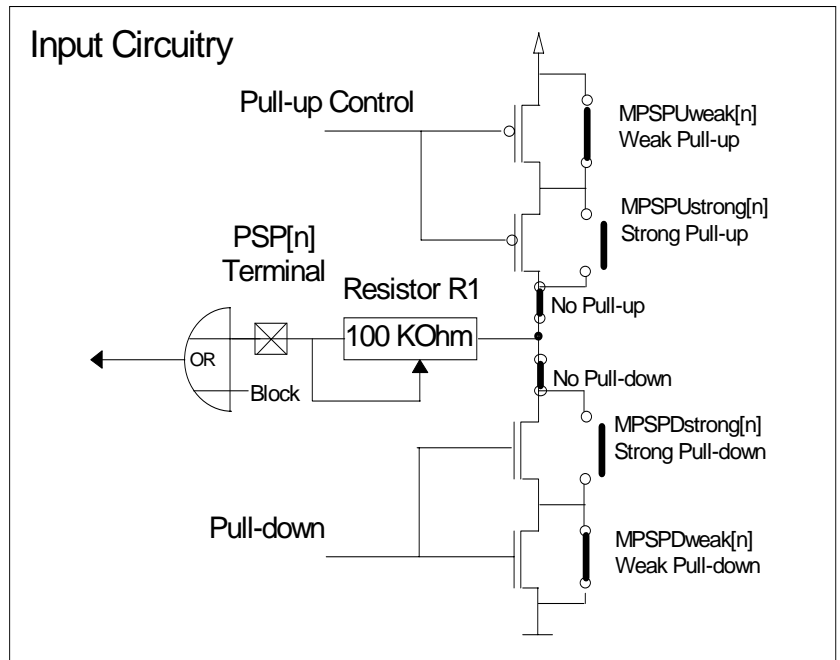 Input Circuitry
Pull-up Control
MPSPUweak[n]
Weak Pull-up
MPSPUstrong[n]
Strong Pull-up
PSP[n]
Terminal
Resistor R1
No Pull-up
100 KOhm
OR
Block
No Pull-down
MPSPDstrong[n]
Strong Pull-down
Pull-down
MPSPDweak[n]
Weak Pull-down